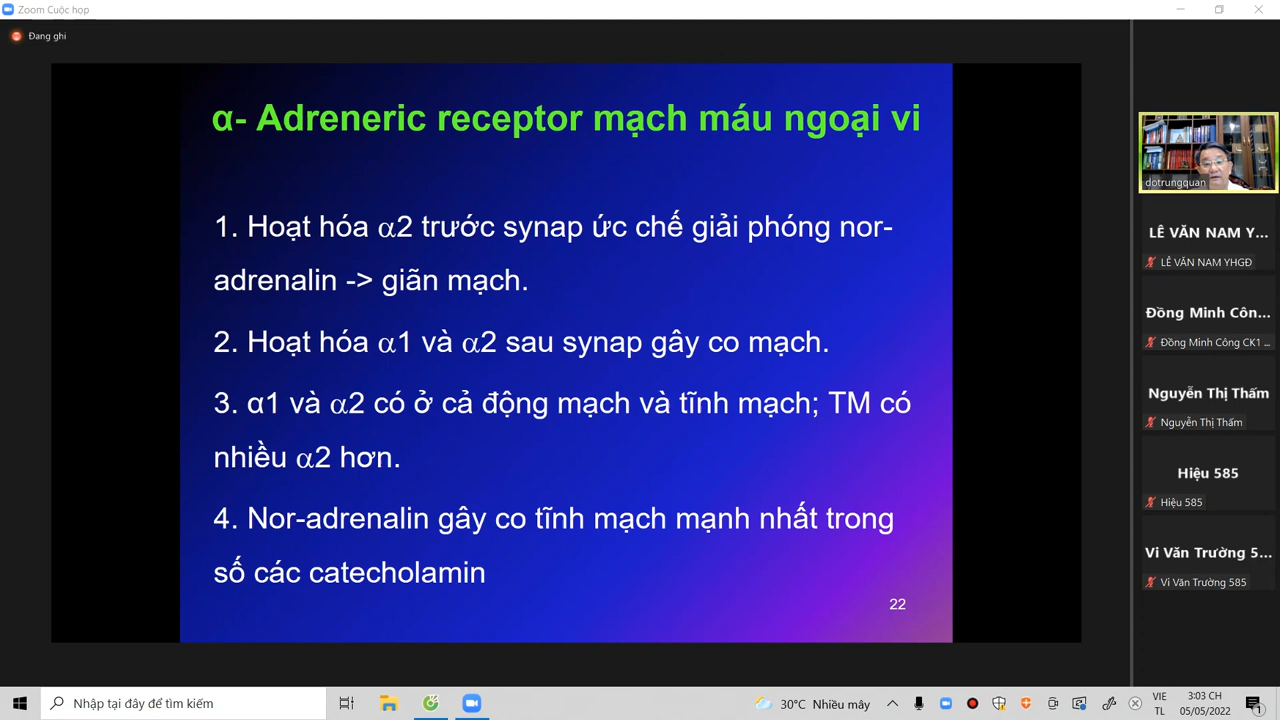 Zoom Cuộc họp
Đang ghi
α- Adreneric receptor mạch máu ngoại vi
1. Hoạt hóa α2 trước synap ức chế giải phóng nor-
adrenalin -> giãn mạch.
2. Hoạt hóa α1 và α2 sau synap gây co mạch.
3. α1 và α2 có ở cả động mạch và tĩnh mạch; TM có
nhiều α2 hơn.
4. Nor-adrenalin gây co tĩnh mạch mạnh nhất trong
số các catecholamin
22
dotrungquan
LÊ VĂN NAM Y...
LÊ VĂN NAM YHGĐ
Đồng Minh Côn...
Đồng Minh Công CK1 ...
Nguyễn Thị Thấm
Nguyễn Thị Thấm
Hiệu 585
Hiệu 585
Vi Văn Trường 5...
Vi Văn Trường 585
Nhập tại đây để tìm kiếm
30°C Nhiều mây
VIE
TL
3:03 CH
05/05/2022
1